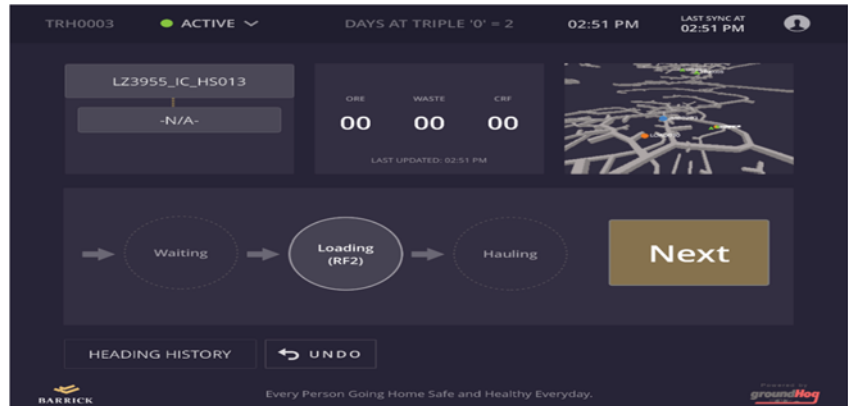 TRH0003
ACTIVE
DAYS AT TRIPLE '0' = 2
02:51 PM
LAST SYNC AT
02:51 PM
LZ3955_IC_HS013
-N/A-
ORE WASTE CRF
00 00 00
LAST UPDATED: 02:51 PM
Waiting
Loading
(RF2)
Hauling
Next
HEADING HISTORY
UNDO
BARRICK
Every Person Going Home Safe and Healthy Everyday.
Powered by
groundHog